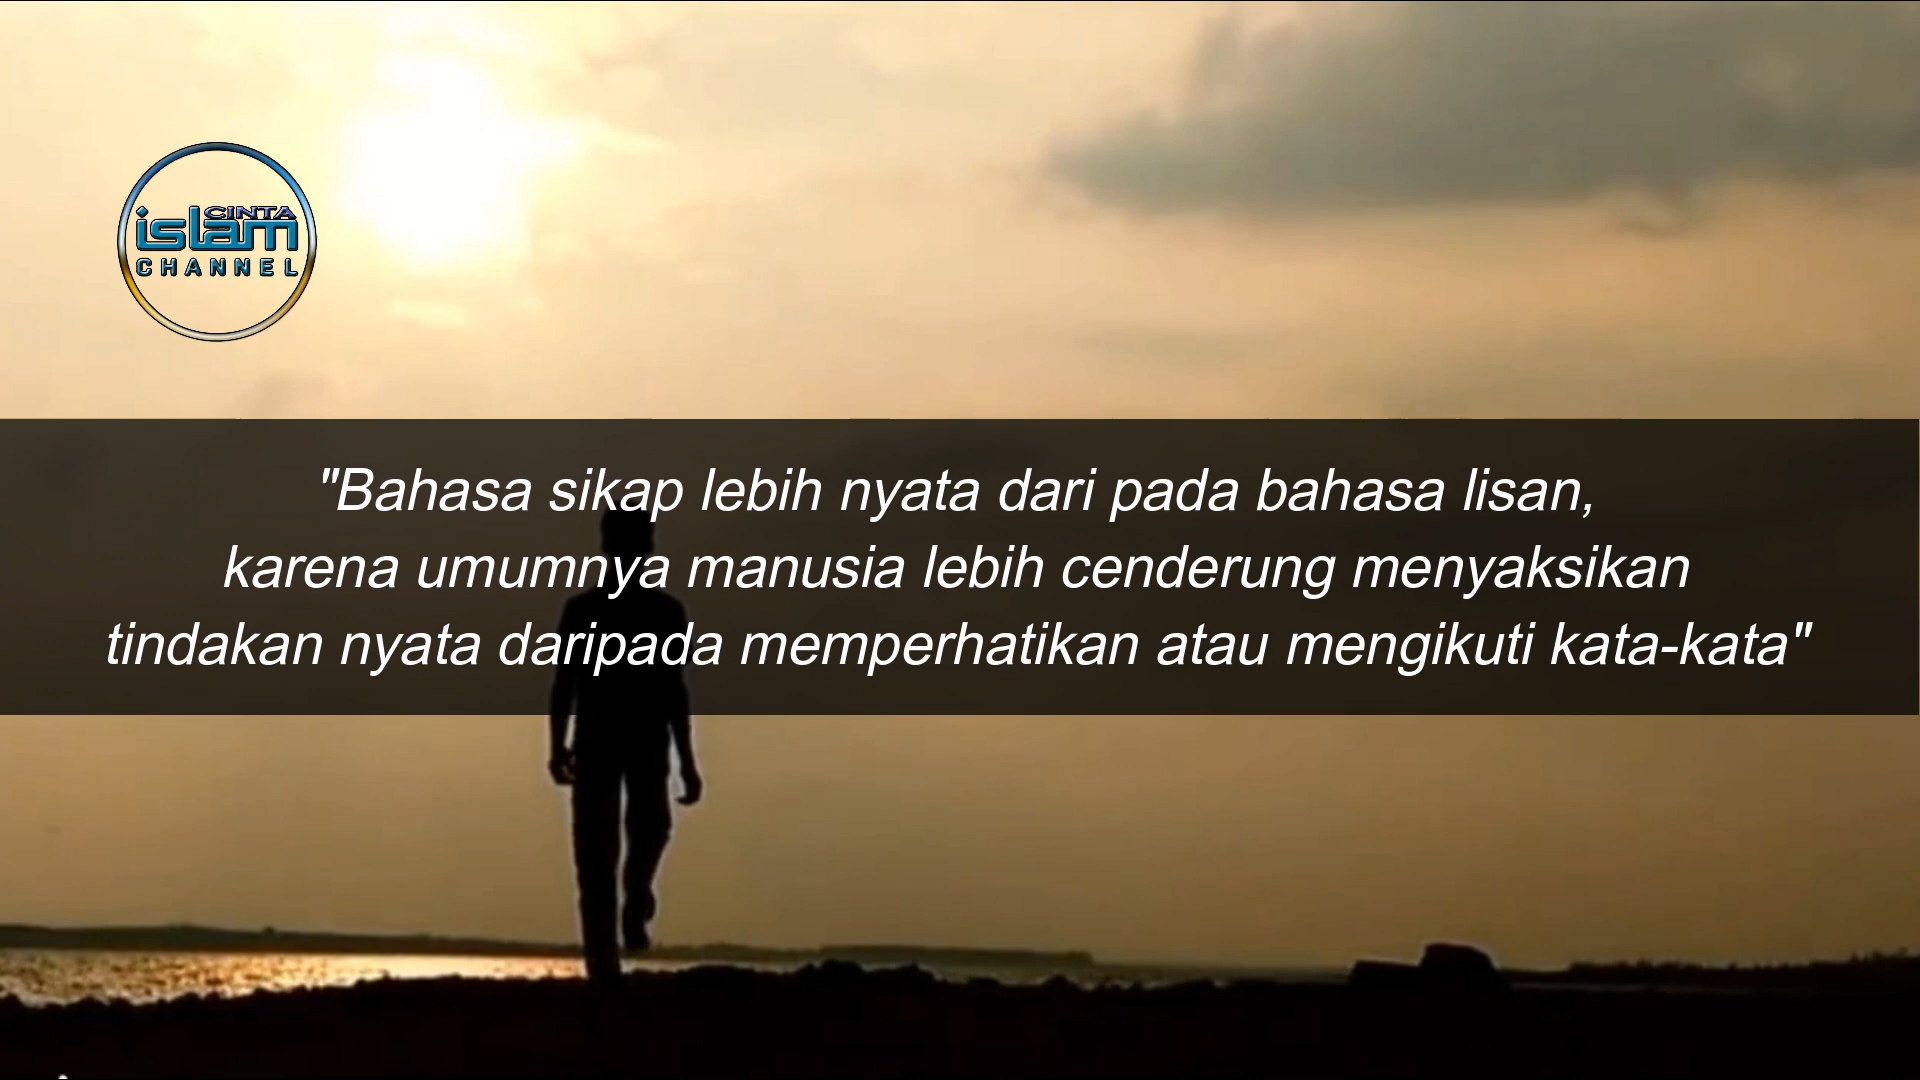 CINTA
islam
CHANNEL
"Bahasa sikap lebih nyata dari pada bahasa lisan,
karena umumnya manusia lebih cenderung menyaksikan
tindakan nyata daripada memperhatikan atau mengikuti kata-kata"